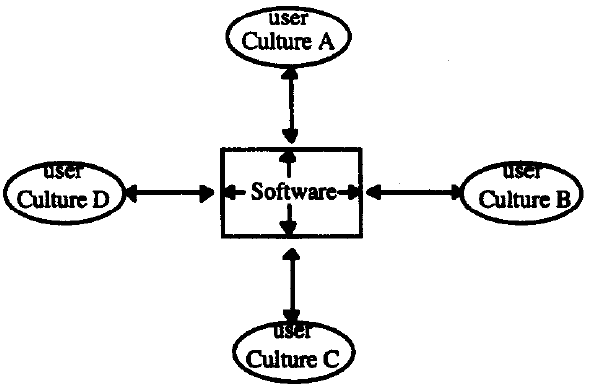 user
Culture A
user
Culture D
Software
user
Culture B
user
Culture C